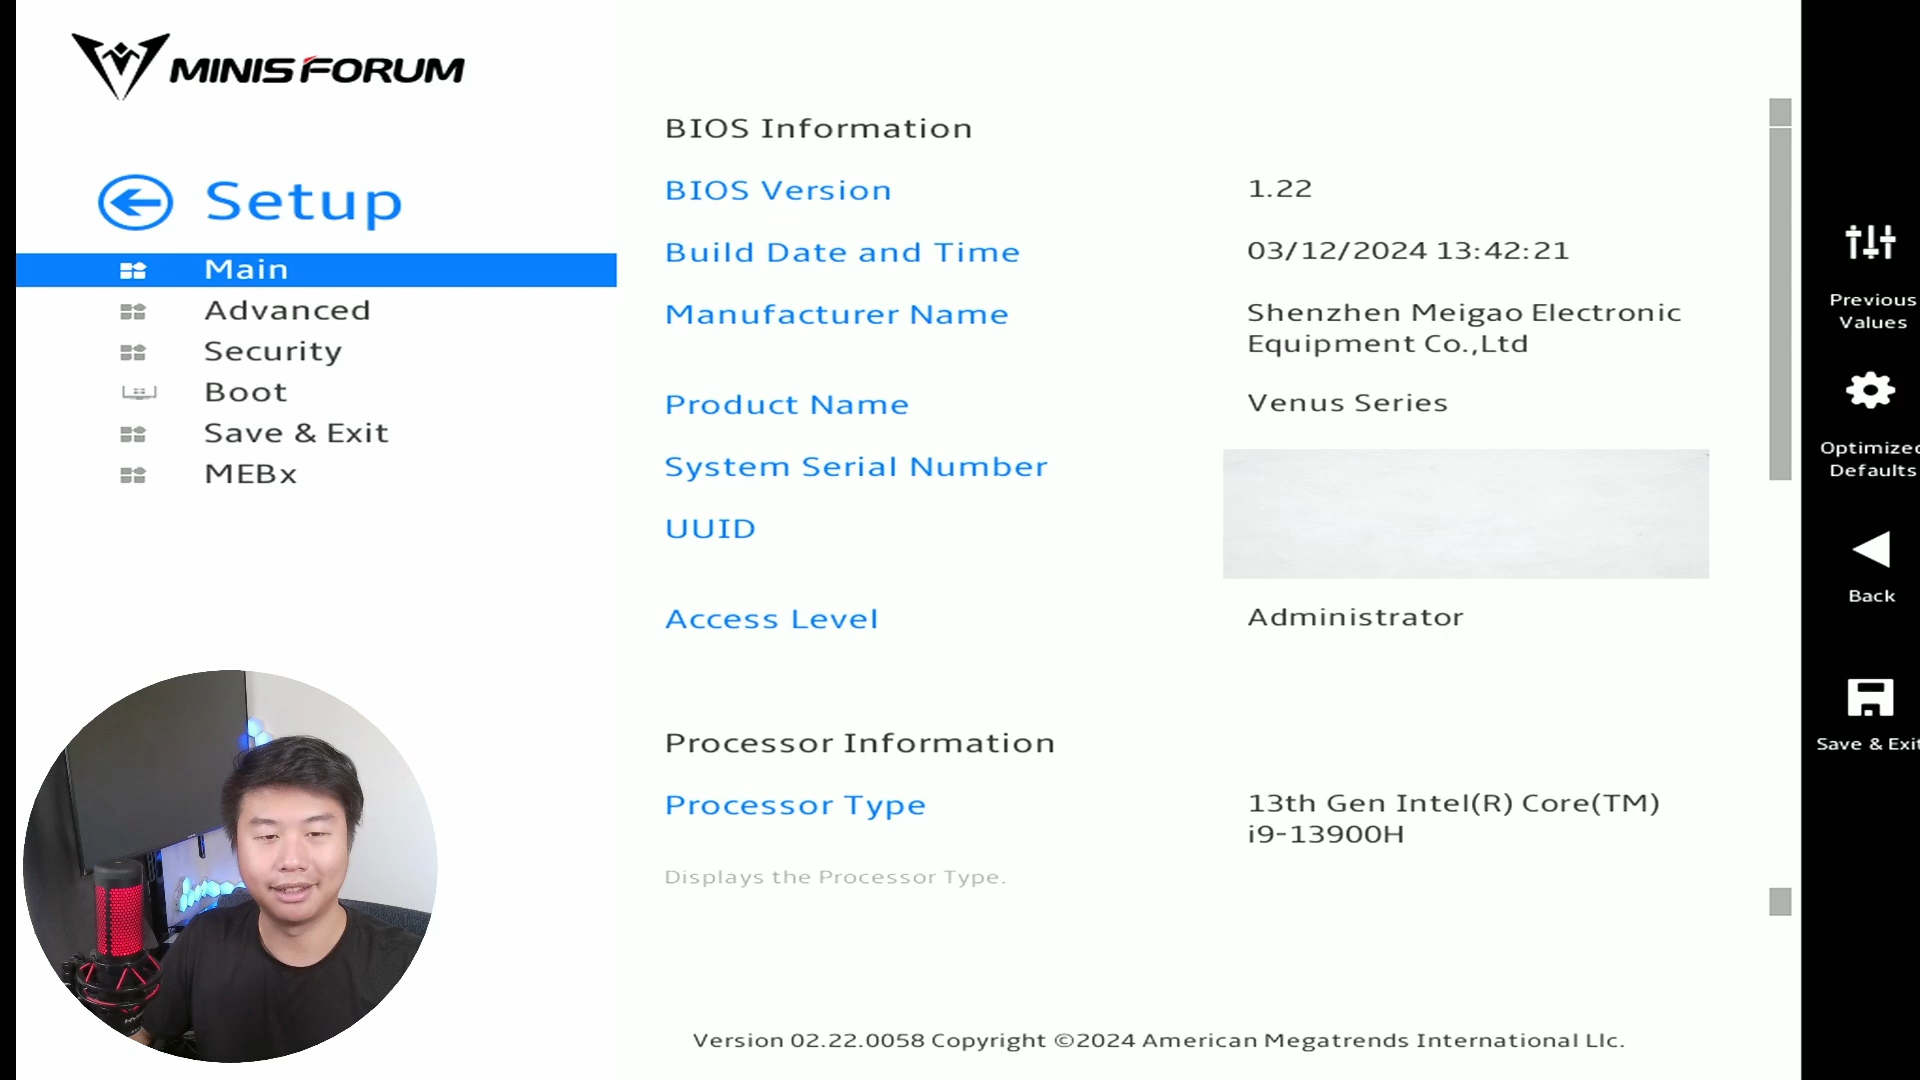 MINISFORUM
Setup
Main
Advanced
Security
Boot
Save & Exit
MEBx
BIOS Information
BIOS Version 1.22
Build Date and Time 03/12/2024 13:42:21
Manufacturer Name Shenzhen Meigao Electronic
Equipment Co.,Ltd
Product Name Venus Series
System Serial Number
UUID
Access Level Administrator
Processor Information
Processor Type 13th Gen Intel(R) Core(TM)
i9-13900H
Displays the Processor Type.
Version 02.22.0058 Copyright ©2024 American Megatrends International Llc.
Previous
Values
Optimized
Defaults
Back
Save & Exit